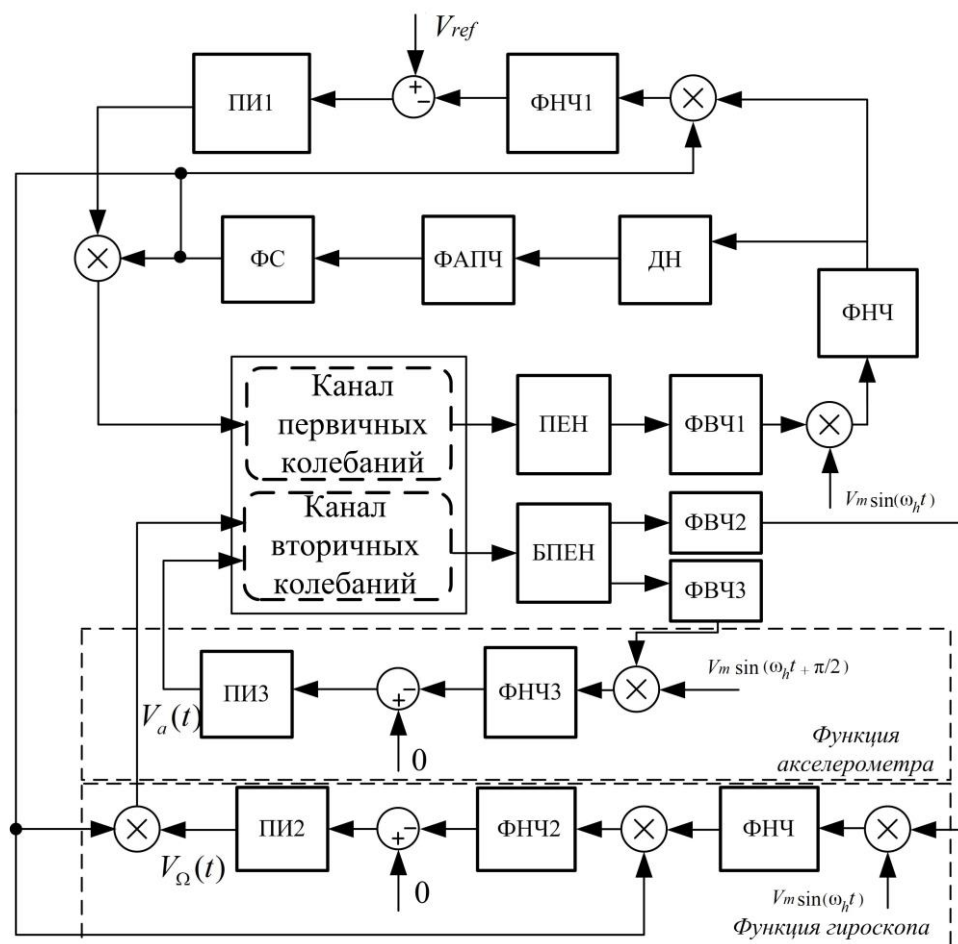 V_ref
ПИ1
+
−
ФНЧ1
×
×
ФС
ФАПЧ
ДН
ФНЧ
Канал
первичных
колебаний
ПЕН
ФВЧ1
×
V_m sin(ω_h t)
Канал
вторичных
колебаний
БПЕН
ФВЧ2
ФВЧ3
ПИ3
−
+
ФНЧ3
×
V_m sin (ω_h t + π/2)
V_a(t)
0
Функция
акселерометра
×
ПИ2
−
+
ФНЧ2
×
ФНЧ
×
V_Ω(t)
0
V_m sin(ω_h t)
Функция гироскопа